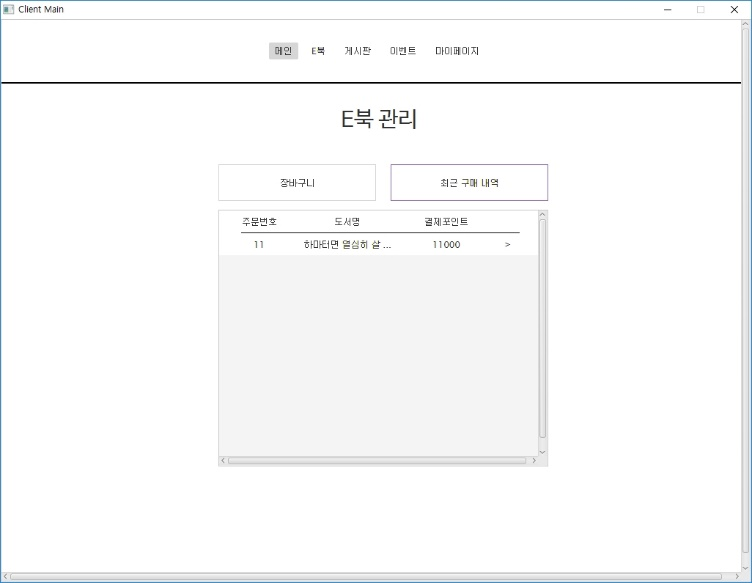 Client Main
메인 E북 게시판 이벤트 마이페이지
E북 관리
장바구니 최근 구매 내역
주문번호 도서명 결제포인트
11 하마터면 열심히 살 ... 11000 >